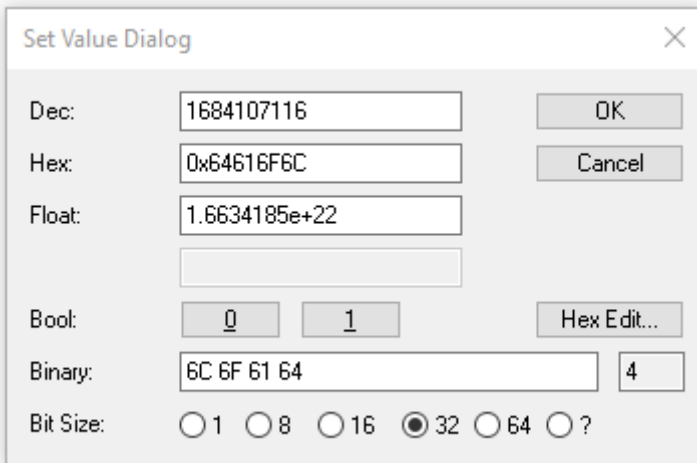 Set Value Dialog
Dec: 1684107116 OK
Hex: 0x64616F6C Cancel
Float: 1.6634185e+22
Bool: 0 1 Hex Edit...
Binary: 6C 6F 61 64 4
Bit Size: 1 8 16 32 64 ?